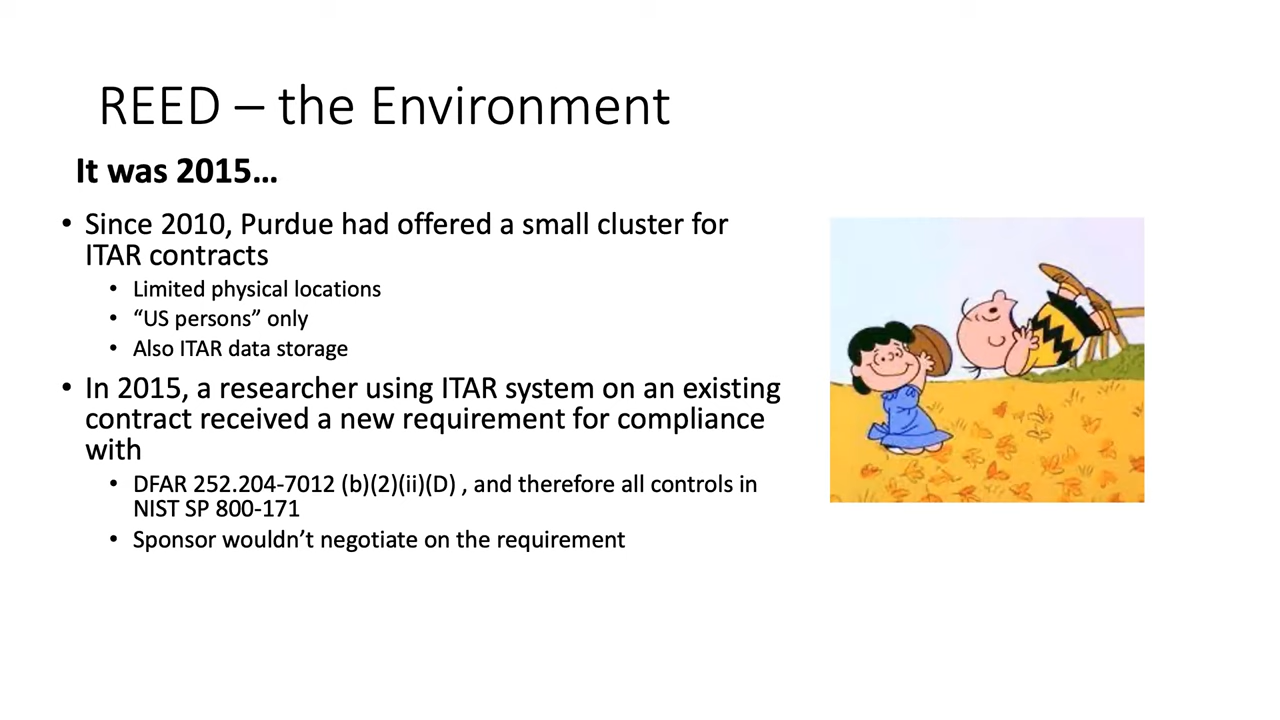 REED – the Environment
It was 2015…
• Since 2010, Purdue had offered a small cluster for
ITAR contracts
• Limited physical locations
• “US persons” only
• Also ITAR data storage
• In 2015, a researcher using ITAR system on an existing
contract received a new requirement for compliance
with
• DFAR 252.204-7012 (b)(2)(ii)(D) , and therefore all controls in
NIST SP 800-171
• Sponsor wouldn’t negotiate on the requirement